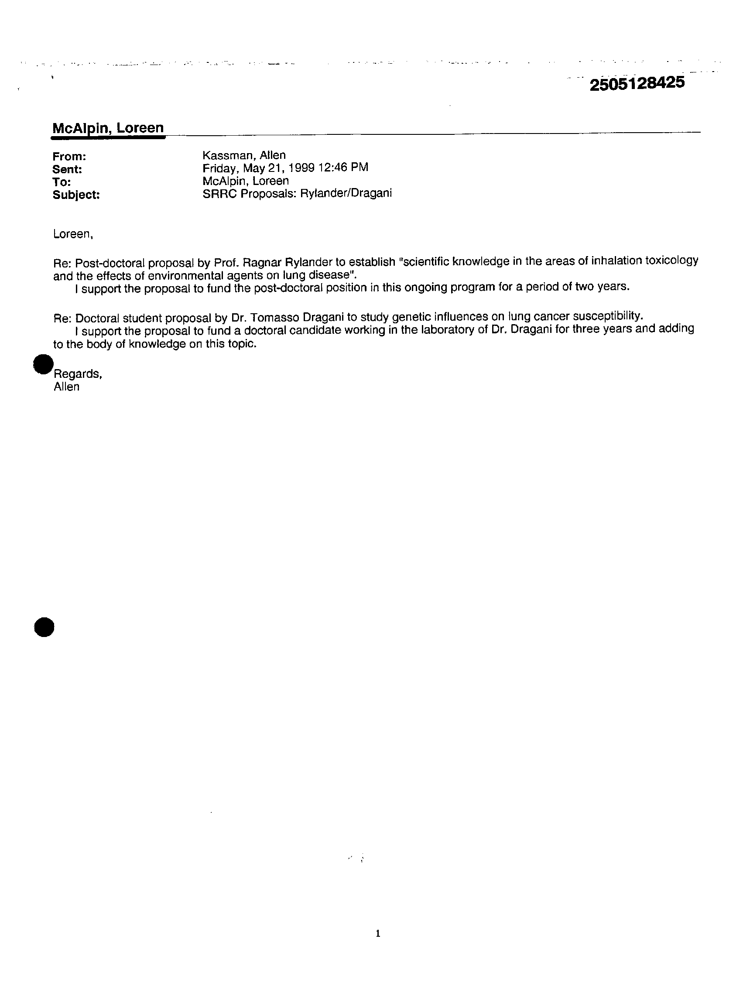 2505128425
McAlpin, Loreen
From: Kassman, Allen
Sent: Friday, May 21, 1999 12:46 PM
To: McAlpin, Loreen
Subject: SRRC Proposals: Rylander/Dragani
Loreen,
Re: Post-doctoral proposal by Prof. Ragnar Rylander to establish "scientific knowledge in the areas of inhalation toxicology
and the effects of environmental agents on lung disease".
I support the proposal to fund the post-doctoral position in this ongoing program for a period of two years.
Re: Doctoral student proposal by Dr. Tomasso Dragani to study genetic influences on lung cancer susceptibility.
I support the proposal to fund a doctoral candidate working in the laboratory of Dr. Dragani for three years and adding
to the body of knowledge on this topic.
Regards,
Allen
1